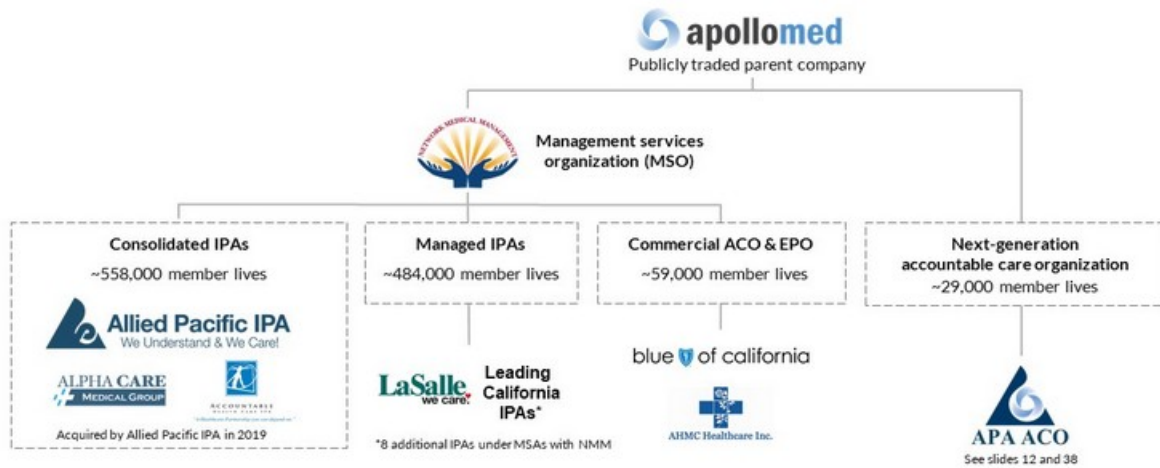 apollomed
Publicly traded parent company
NETWORK MEDICAL MANAGEMENT
Management services
organization (MSO)
Consolidated IPAs
~558,000 member lives
Allied Pacific IPA
We Understand & We Care!
ALPHA CARE
MEDICAL GROUP
ACCOUNTABLE
HEALTH CARE IPA
Acquired by Allied Pacific IPA in 2019
Managed IPAs
~484,000 member lives
LaSalle
we care.
Leading
California
IPAs*
*8 additional IPAs under MSAs with NMM
Commercial ACO & EPO
~59,000 member lives
blue of california
AHMC Healthcare Inc.
Next-generation
accountable care organization
~29,000 member lives
APA ACO
See slides 12 and 38